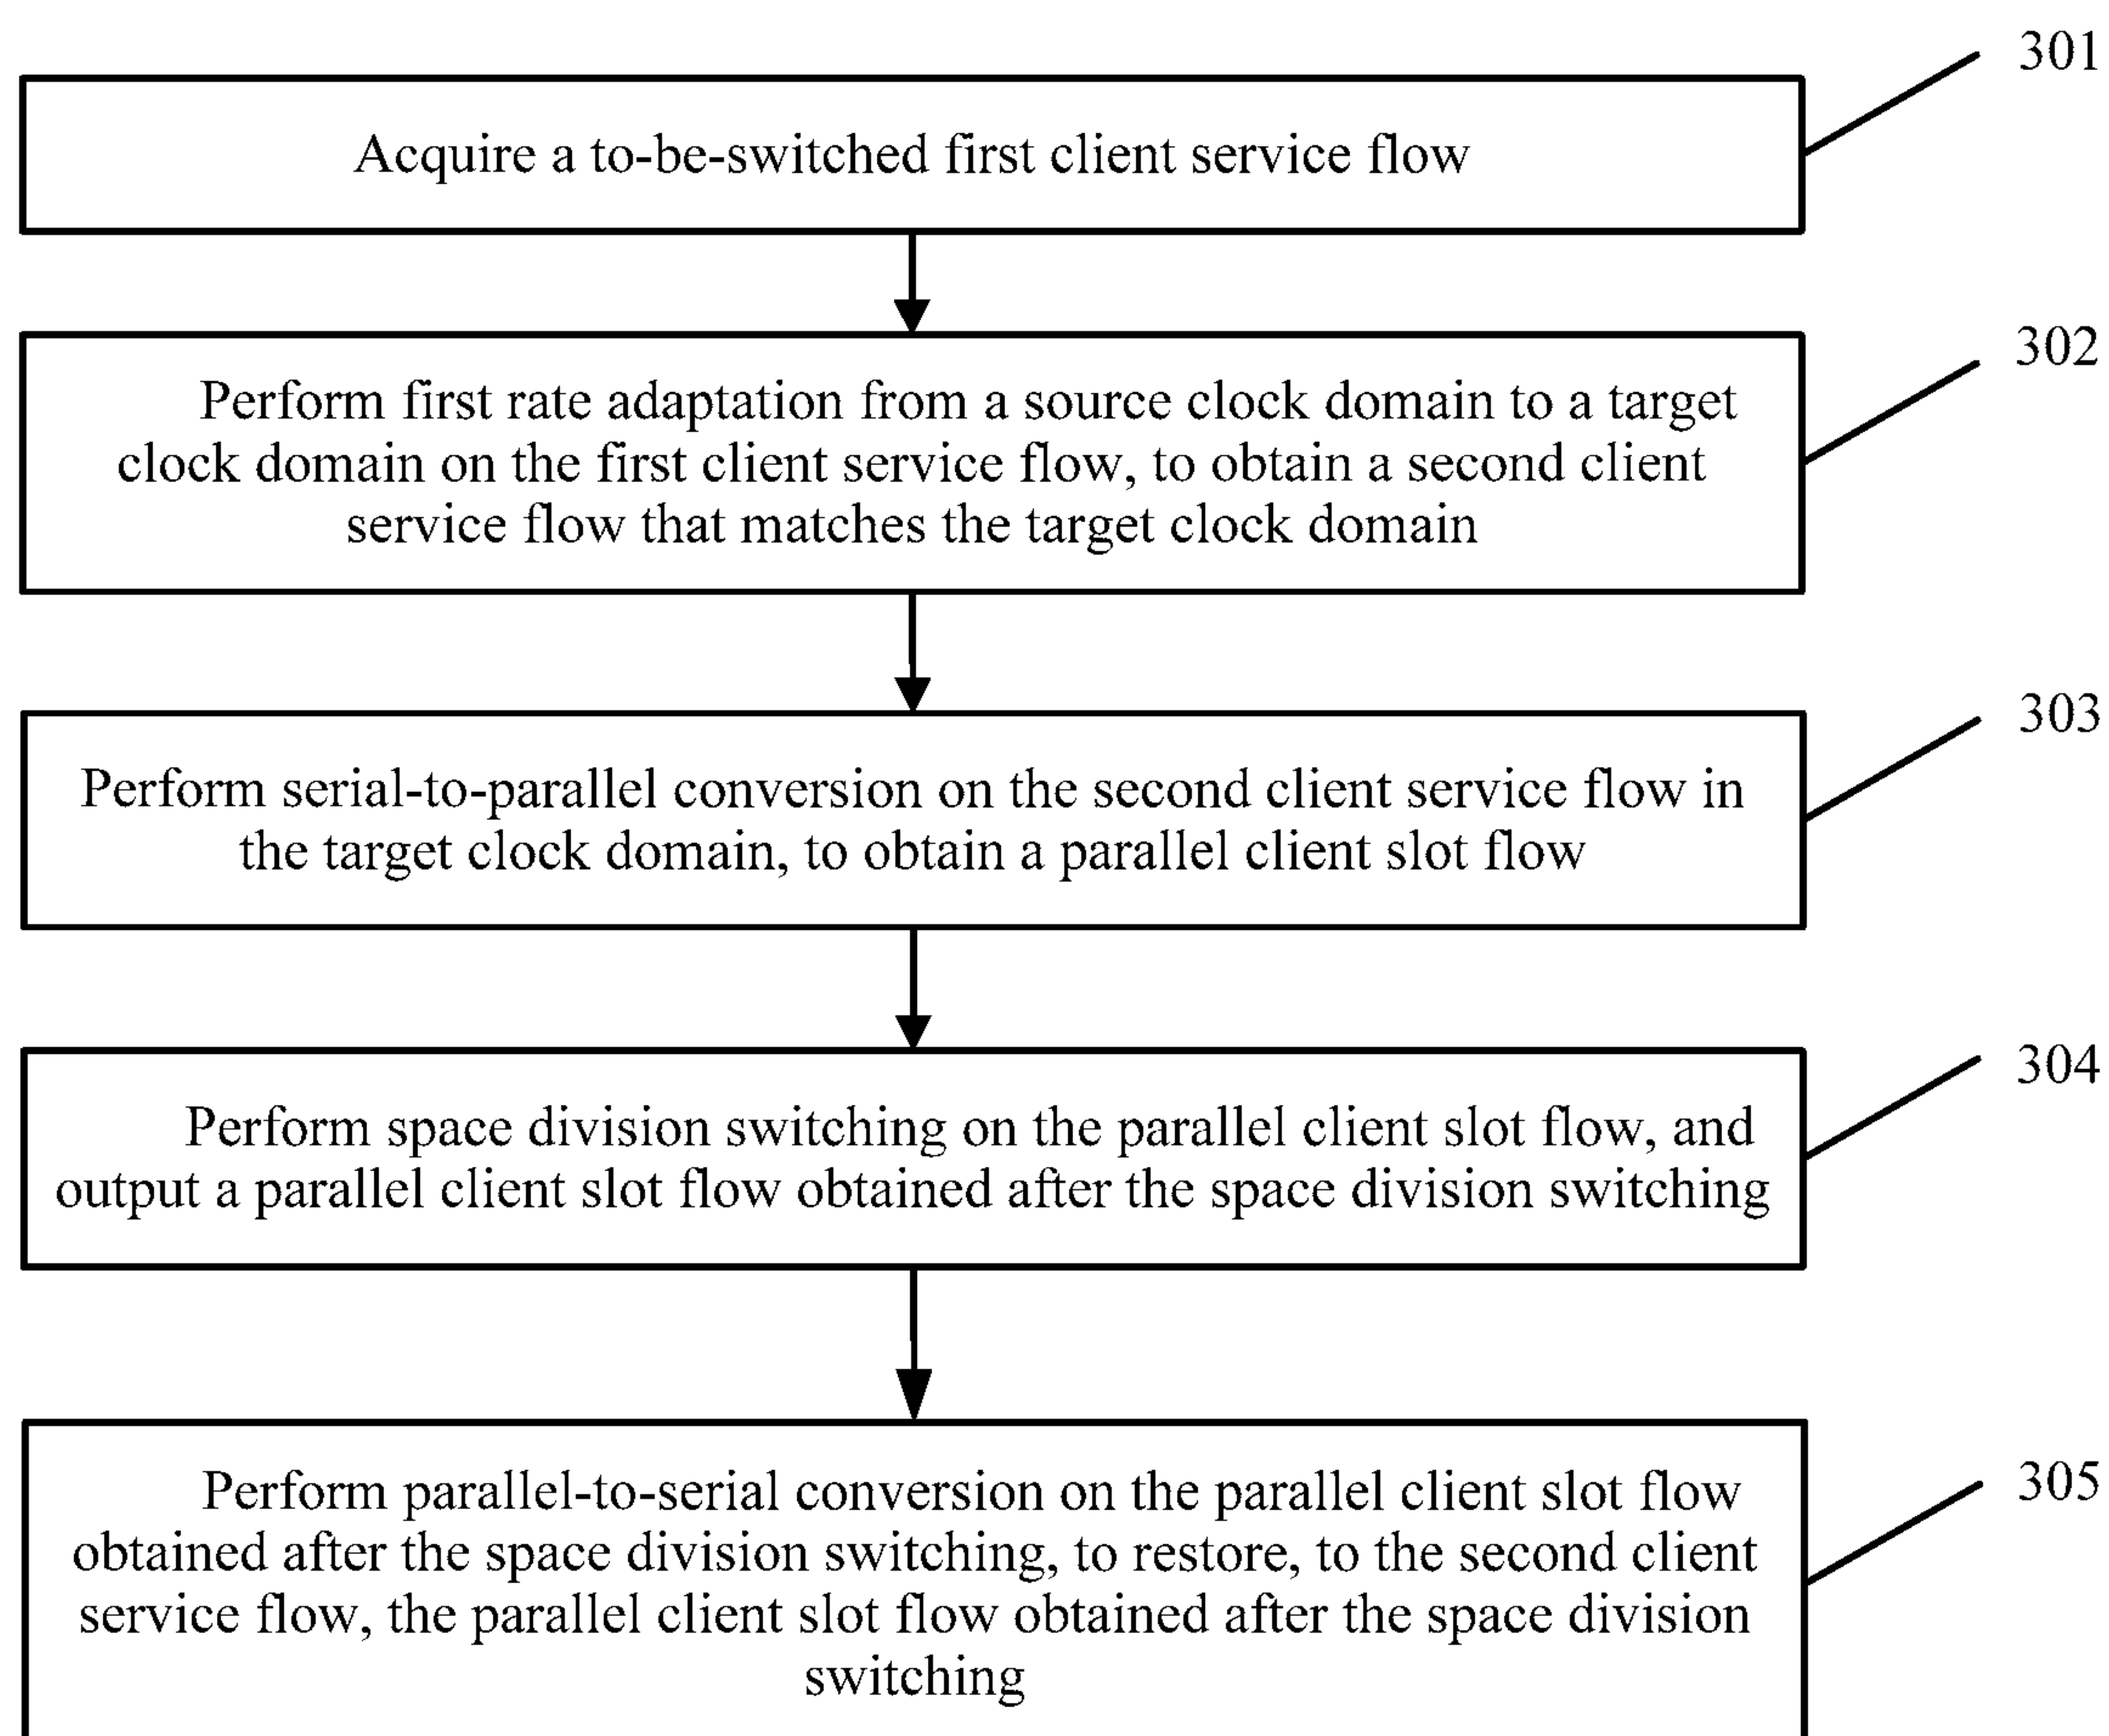 301
Acquire a to-be-switched first client service flow
302
Perform first rate adaptation from a source clock domain to a target
clock domain on the first client service flow, to obtain a second client
service flow that matches the target clock domain
303
Perform serial-to-parallel conversion on the second client service flow in
the target clock domain, to obtain a parallel client slot flow
304
Perform space division switching on the parallel client slot flow, and
output a parallel client slot flow obtained after the space division switching
305
Perform parallel-to-serial conversion on the parallel client slot flow
obtained after the space division switching, to restore, to the second client
service flow, the parallel client slot flow obtained after the space division
switching